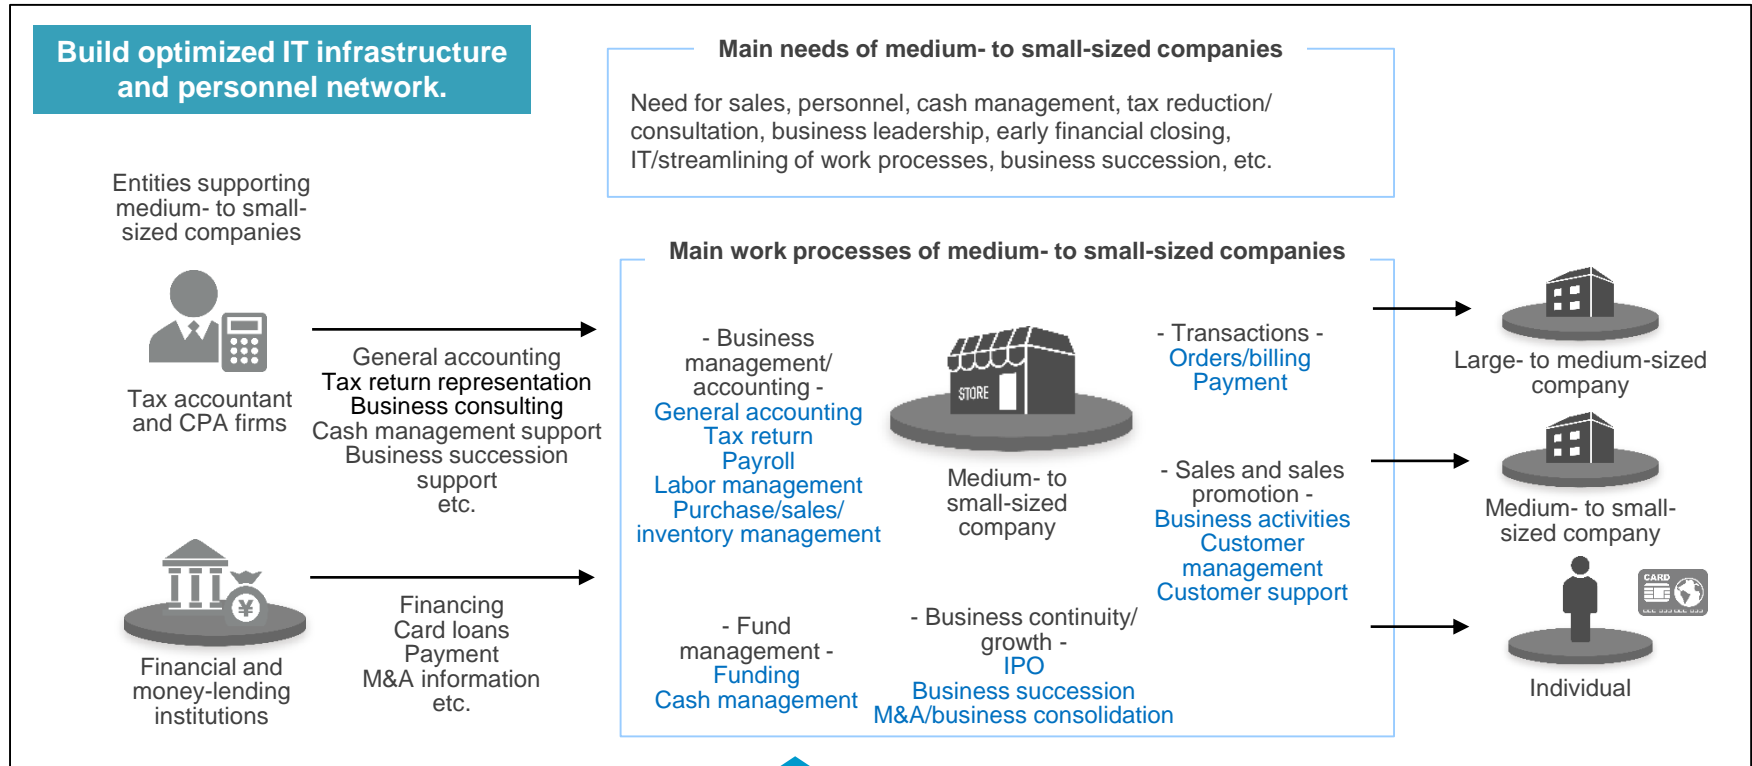 Build optimized IT infrastructure
and personnel network.
Main needs of medium- to small-sized companies
Need for sales, personnel, cash management, tax reduction/
consultation, business leadership, early financial closing,
IT/streamlining of work processes, business succession, etc.
Entities supporting
medium- to small-
sized companies
Tax accountant
and CPA firms
General accounting
Tax return representation
Business consulting
Cash management support
Business succession
support
etc.
Financial and
money-lending
institutions
¥
Financing
Card loans
Payment
M&A information
etc.
Main work processes of medium- to small-sized companies
- Business
management/
accounting -
General accounting
Tax return
Payroll
Labor management
Purchase/sales/
inventory management
STORE
Medium- to
small-sized
company
- Transactions -
Orders/billing
Payment
- Sales and sales
promotion -
Business activities
Customer
management
Customer support
- Fund
management -
Funding
Cash management
- Business continuity/
growth -
IPO
Business succession
M&A/business consolidation
Large- to medium-sized
company
Medium- to small-
sized company
CARD
Individual